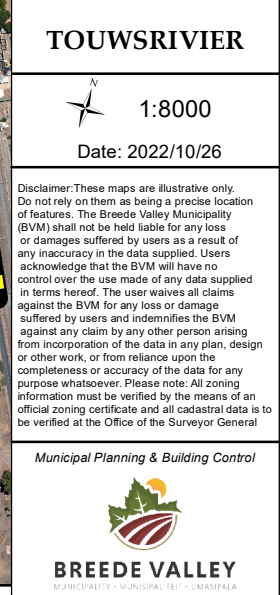 TOUWSRIVIER
N
1:8000
Date: 2022/10/26
Disclaimer:These maps are illustrative only.
Do not rely on them as being a precise location
of features. The Breede Valley Municipality
(BVM) shall not be held liable for any loss
or damages suffered by users as a result of
any inaccuracy in the data supplied. Users
acknowledge that the BVM will have no
control over the use made of any data supplied
in terms hereof. The user waives all claims
against the BVM for any loss or damage
suffered by users and indemnifies the BVM
against any claim by any other person arising
from incorporation of the data in any plan, design
or other work, or from reliance upon the
completeness or accuracy of the data for any
purpose whatsoever. Please note: All zoning
information must be verified by the means of an
official zoning certificate and all cadastral data is to
be verified at the Office of the Surveyor General
Municipal Planning & Building Control
BREEDE VALLEY
MUNICIPALITY • MUNISIPALITEIT • UMASIPALA